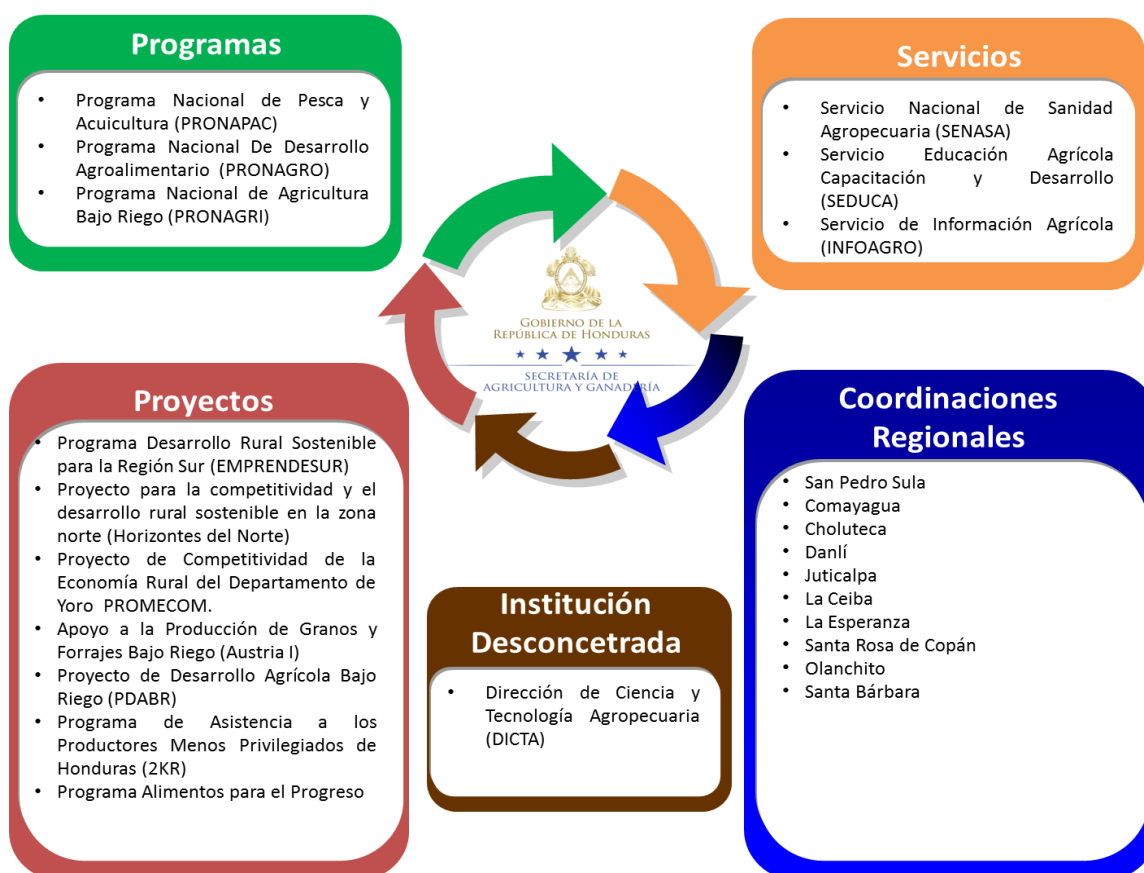 Programas
• Programa Nacional de Pesca y
Acuicultura (PRONAPAC)
• Programa Nacional De Desarrollo
Agroalimentario (PRONAGRO)
• Programa Nacional de Agricultura
Bajo Riego (PRONAGRI)
Servicios
• Servicio Nacional de Sanidad
Agropecuaria (SENASA)
• Servicio Educación Agrícola
Capacitación y Desarrollo
(SEDUCA)
• Servicio de Información Agrícola
(INFOAGRO)
GOBIERNO DE LA
REPÚBLICA DE HONDURAS
SECRETARÍA DE
AGRICULTURA Y GANADERÍA
Proyectos
• Programa Desarrollo Rural Sostenible
para la Región Sur (EMPRENDESUR)
• Proyecto para la competitividad y el
desarrollo rural sostenible en la zona
norte (Horizontes del Norte)
• Proyecto de Competitividad de la
Economía Rural del Departamento de
Yoro PROMECOM.
• Apoyo a la Producción de Granos y
Forrajes Bajo Riego (Austria I)
• Proyecto de Desarrollo Agrícola Bajo
Riego (PDABR)
• Programa de Asistencia a los
Productores Menos Privilegiados de
Honduras (2KR)
• Programa Alimentos para el Progreso
Institución
Desconcetrada
• Dirección de Ciencia y
Tecnología Agropecuaria
(DICTA)
Coordinaciones
Regionales
• San Pedro Sula
• Comayagua
• Choluteca
• Danlí
• Juticalpa
• La Ceiba
• La Esperanza
• Santa Rosa de Copán
• Olanchito
• Santa Bárbara